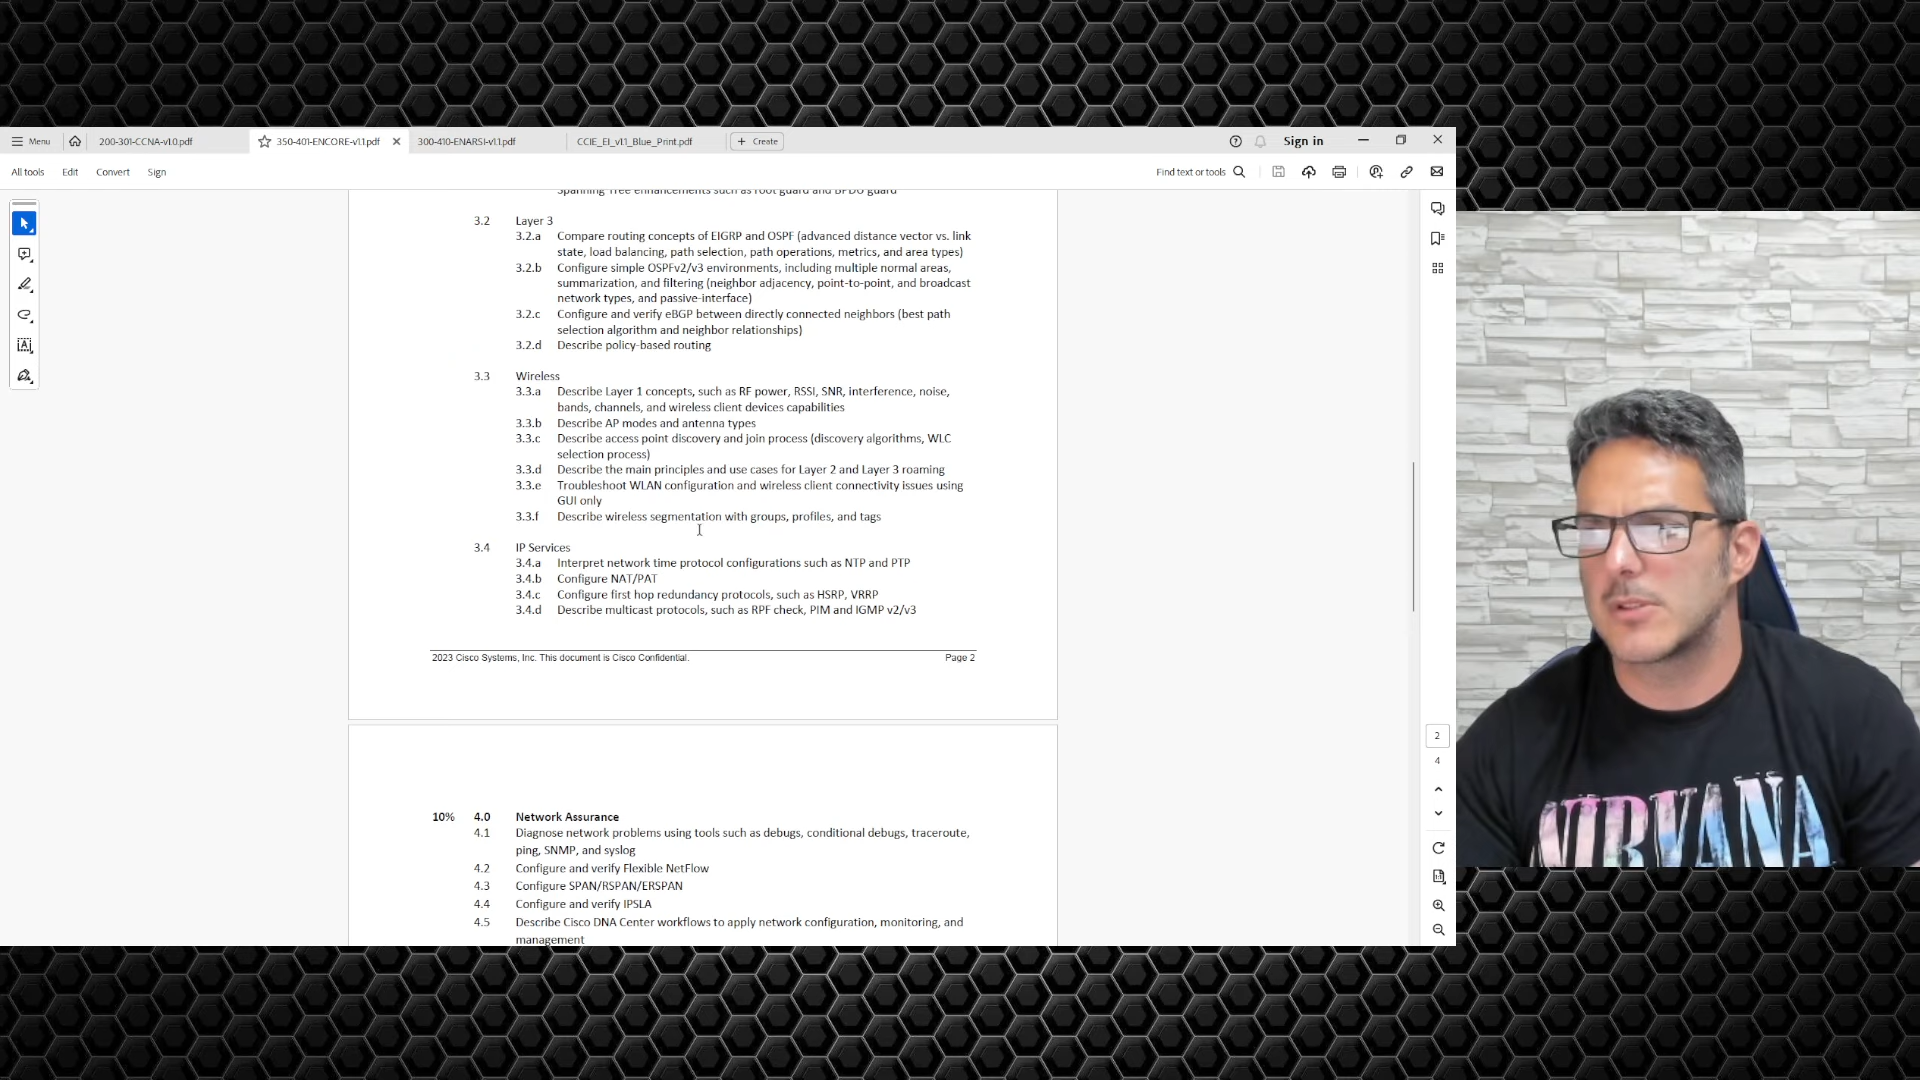 Menu
200-301-CCNA-v1.0.pdf
350-401-ENCORE-v1.1.pdf
300-410-ENARSI-v1.1.pdf
CCIE_EI_v1.1_Blue_Print.pdf
+ Create
Sign in
All tools
Edit
Convert
Sign
Find text or tools
Spanning Tree enhancements such as root guard and BPDU guard
3.2 Layer 3
3.2.a Compare routing concepts of EIGRP and OSPF (advanced distance vector vs. link
state, load balancing, path selection, path operations, metrics, and area types)
3.2.b Configure simple OSPFv2/v3 environments, including multiple normal areas,
summarization, and filtering (neighbor adjacency, point-to-point, and broadcast
network types, and passive-interface)
3.2.c Configure and verify eBGP between directly connected neighbors (best path
selection algorithm and neighbor relationships)
3.2.d Describe policy-based routing
3.3 Wireless
3.3.a Describe Layer 1 concepts, such as RF power, RSSI, SNR, interference, noise,
bands, channels, and wireless client devices capabilities
3.3.b Describe AP modes and antenna types
3.3.c Describe access point discovery and join process (discovery algorithms, WLC
selection process)
3.3.d Describe the main principles and use cases for Layer 2 and Layer 3 roaming
3.3.e Troubleshoot WLAN configuration and wireless client connectivity issues using
GUI only
3.3.f Describe wireless segmentation with groups, profiles, and tags
3.4 IP Services
3.4.a Interpret network time protocol configurations such as NTP and PTP
3.4.b Configure NAT/PAT
3.4.c Configure first hop redundancy protocols, such as HSRP, VRRP
3.4.d Describe multicast protocols, such as RPF check, PIM and IGMP v2/v3
2023 Cisco Systems, Inc. This document is Cisco Confidential. Page 2
10% 4.0 Network Assurance
4.1 Diagnose network problems using tools such as debugs, conditional debugs, traceroute,
ping, SNMP, and syslog
4.2 Configure and verify Flexible NetFlow
4.3 Configure SPAN/RSPAN/ERSPAN
4.4 Configure and verify IPSLA
4.5 Describe Cisco DNA Center workflows to apply network configuration, monitoring, and
management
2
4
NIRVANA